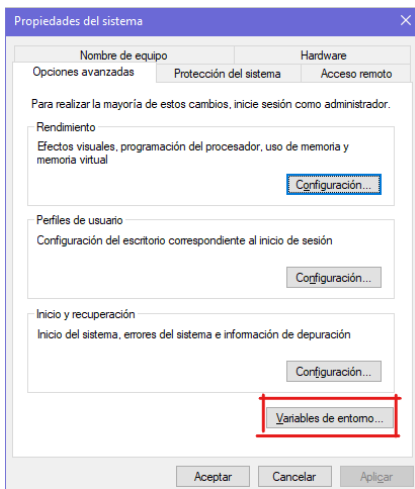 Propiedades del sistema
Nombre de equipo
Hardware
Opciones avanzadas
Protección del sistema
Acceso remoto
Para realizar la mayoría de estos cambios, inicie sesión como administrador.
Rendimiento
Efectos visuales, programación del procesador, uso de memoria y
memoria virtual
Configuración...
Perfiles de usuario
Configuración del escritorio correspondiente al inicio de sesión
Configuración...
Inicio y recuperación
Inicio del sistema, errores del sistema e información de depuración
Configuración...
Variables de entorno...
Aceptar
Cancelar
Aplicar